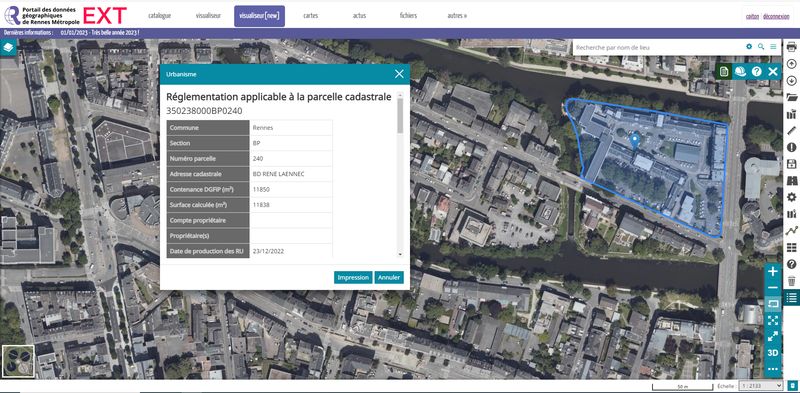 Portail des données
géographiques
de Rennes Métropole
EXT
catalogue
visualiseur
visualiseur[new]
cartes
actus
fichiers
autres »
déconnexion
Dernières informations : 01/01/2023 - Très belle année 2023 !
Recherche par nom de lieu
Urbanisme
Réglementation applicable à la parcelle cadastrale
350238000BP0240
Commune Rennes
Section BP
Numéro parcelle 240
Adresse cadastrale BD RENE LAENNEC
Contenance DGFIP (m²) 11850
Surface calculée (m²) 11838
Compte propriétaire
Propriétaire(s)
Date de production des RU 23/12/2022
Impression Annuler
3D
50 m
Échelle : 1 : 2133